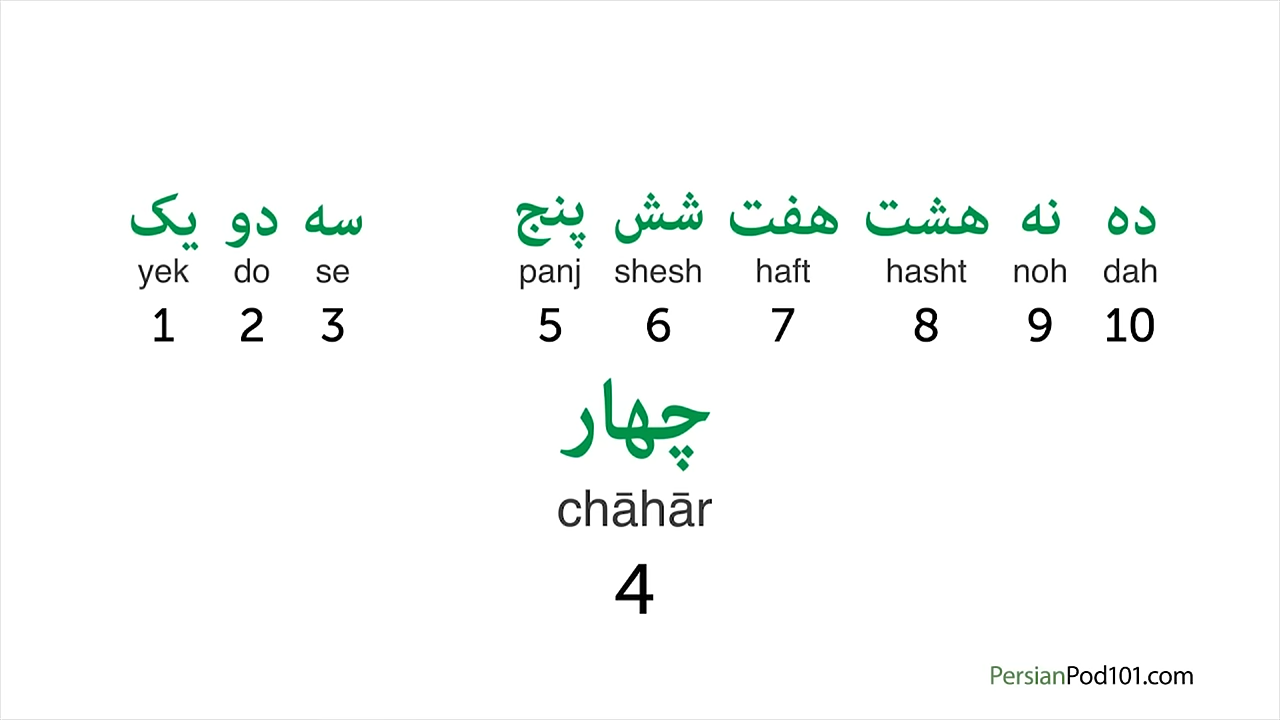 یک دو سه پنج شش هفت هشت نه ده
yek do se panj shesh haft hasht noh dah
1 2 3 5 6 7 8 9 10
چهار
chāhār
4
PersianPod101.com